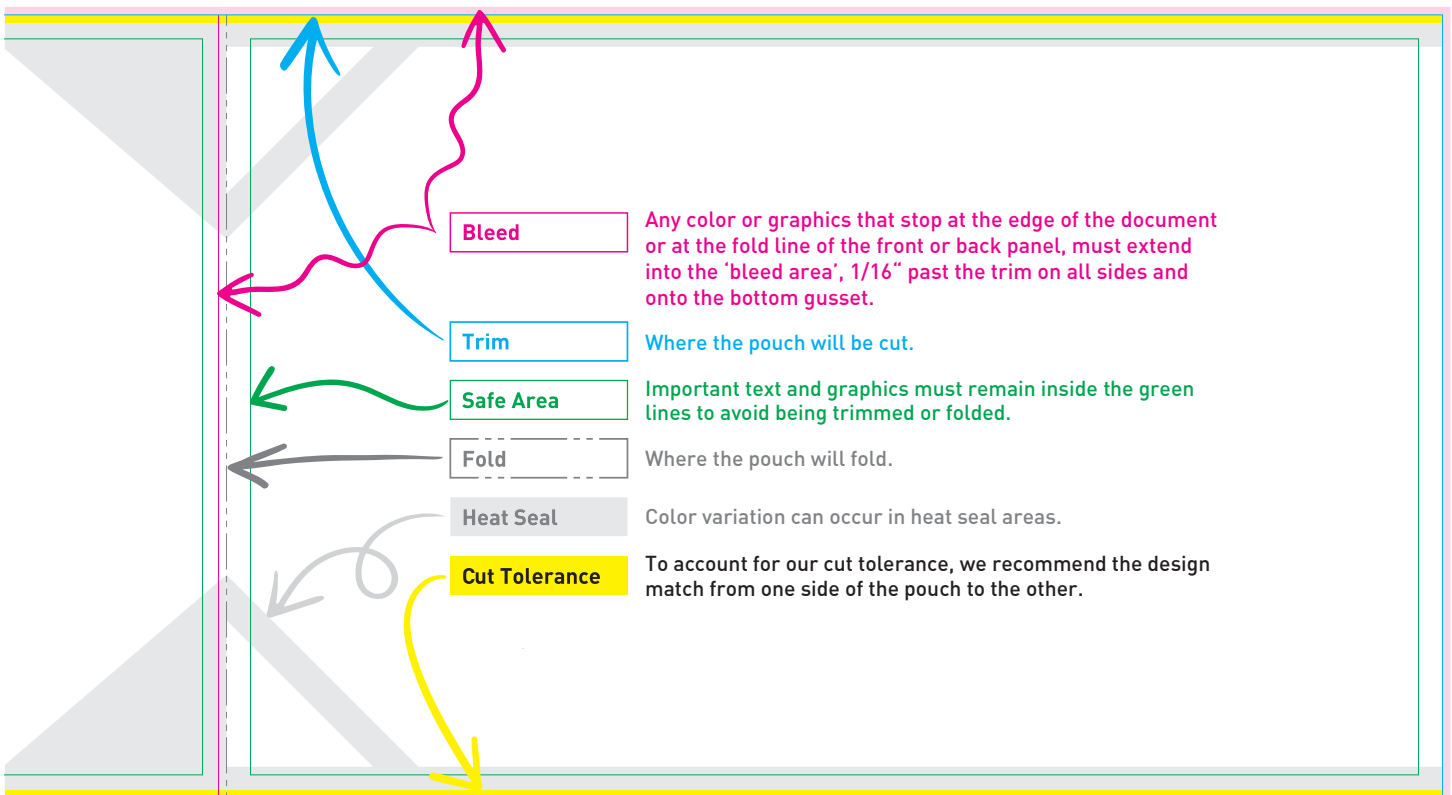 Bleed
Any color or graphics that stop at the edge of the document
or at the fold line of the front or back panel, must extend
into the ‘bleed area’, 1/16“ past the trim on all sides and
onto the bottom gusset.
Trim
Where the pouch will be cut.
Safe Area
Important text and graphics must remain inside the green
lines to avoid being trimmed or folded.
Fold
Where the pouch will fold.
Heat Seal
Color variation can occur in heat seal areas.
Cut Tolerance
To account for our cut tolerance, we recommend the design
match from one side of the pouch to the other.